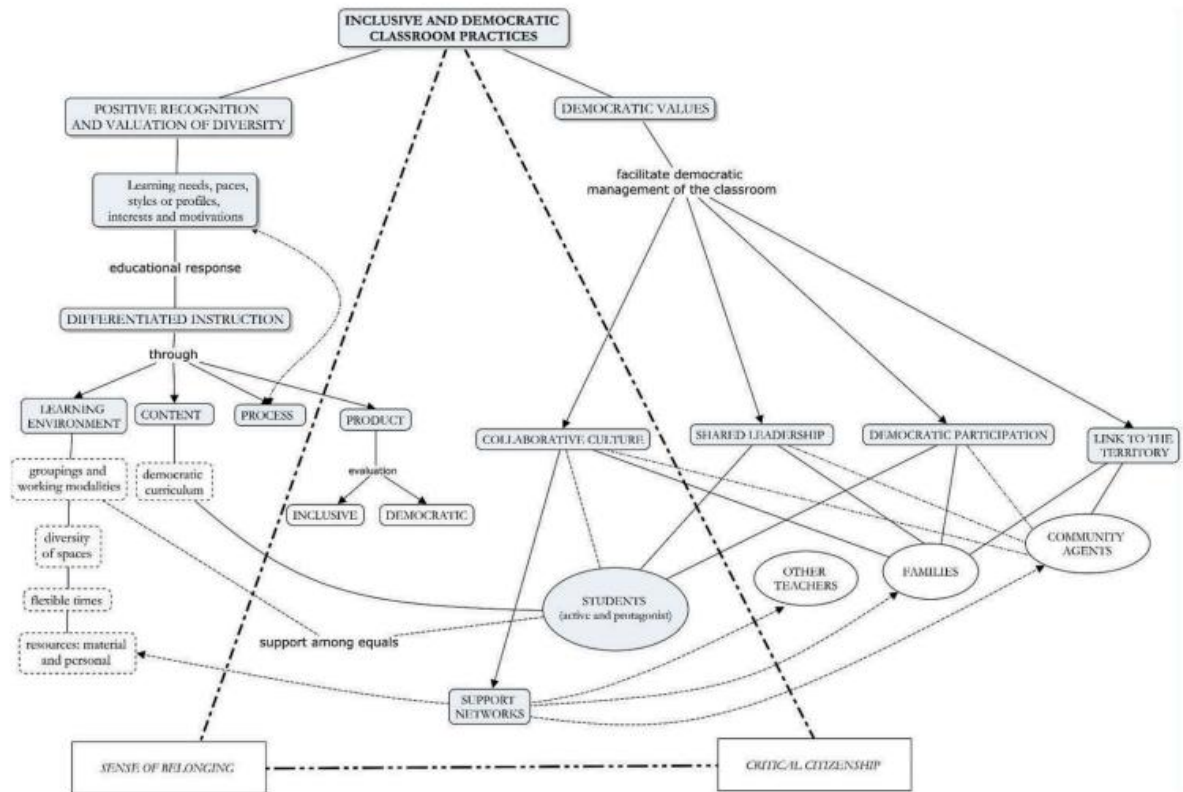 INCLUSIVE AND DEMOCRATIC
CLASSROOM PRACTICES
POSITIVE RECOGNITION
AND VALUATION OF DIVERSITY
DEMOCRATIC VALUES
Learning needs, paces,
styles or profiles,
interests and motivations
facilitate democratic
management of the classroom
educational response
DIFFERENTIATED INSTRUCTION
through
LEARNING
ENVIRONMENT
CONTENT
PROCESS
PRODUCT
COLLABORATIVE CULTURE
SHARED LEADERSHIP
DEMOCRATIC PARTICIPATION
LINK TO THE
TERRITORY
groupings and
working modalities
democratic
curriculum
evaluation
INCLUSIVE
DEMOCRATIC
diversity
of spaces
flexible times
resources: material
and personal
support among equals
STUDENTS
(active and protagonist)
OTHER
TEACHERS
FAMILIES
COMMUNITY
AGENTS
SUPPORT
NETWORKS
SENSE OF BELONGING
CRITICAL CITIZENSHIP